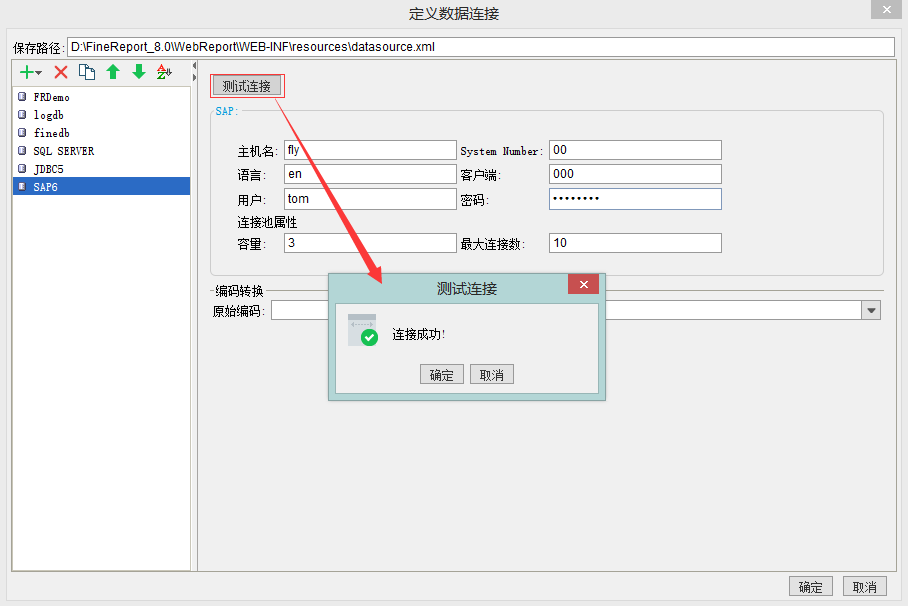 定义数据连接
保存路径: D:\FineReport_8.0\WebReport\WEB-INF\resources\datasource.xml
FRDemo
logdb
finedb
SQL SERVER
JDBC5
SAP6
测试连接
SAP:
主机名: fly System Number: 00
语言: en 客户端: 000
用户: tom 密码: ••••••••
连接池属性
容量: 3 最大连接数: 10
编码转换
原始编码:
测试连接
连接成功!
确定 取消
确定 取消